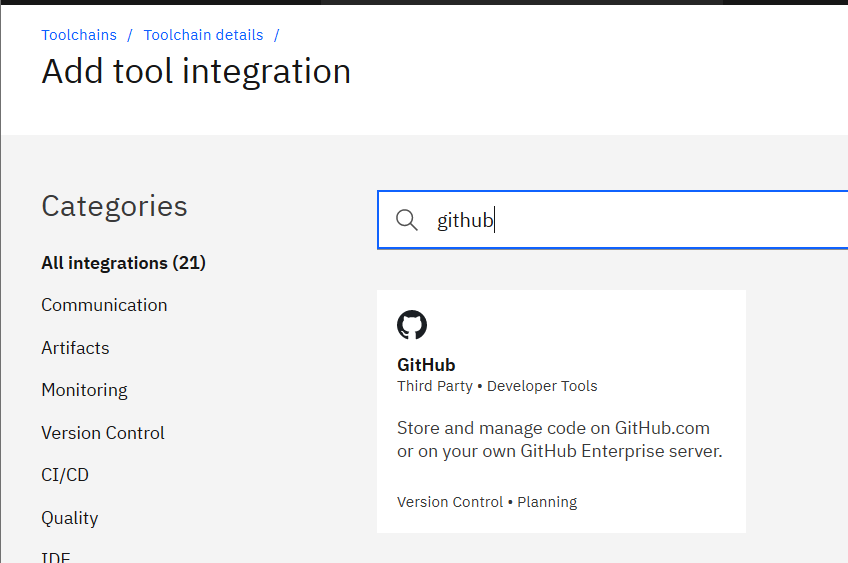 Toolchains / Toolchain details /
Add tool integration
Categories
All integrations (21)
Communication
Artifacts
Monitoring
Version Control
CI/CD
Quality
IDE
github
GitHub
Third Party • Developer Tools
Store and manage code on GitHub.com
or on your own GitHub Enterprise server.
Version Control • Planning